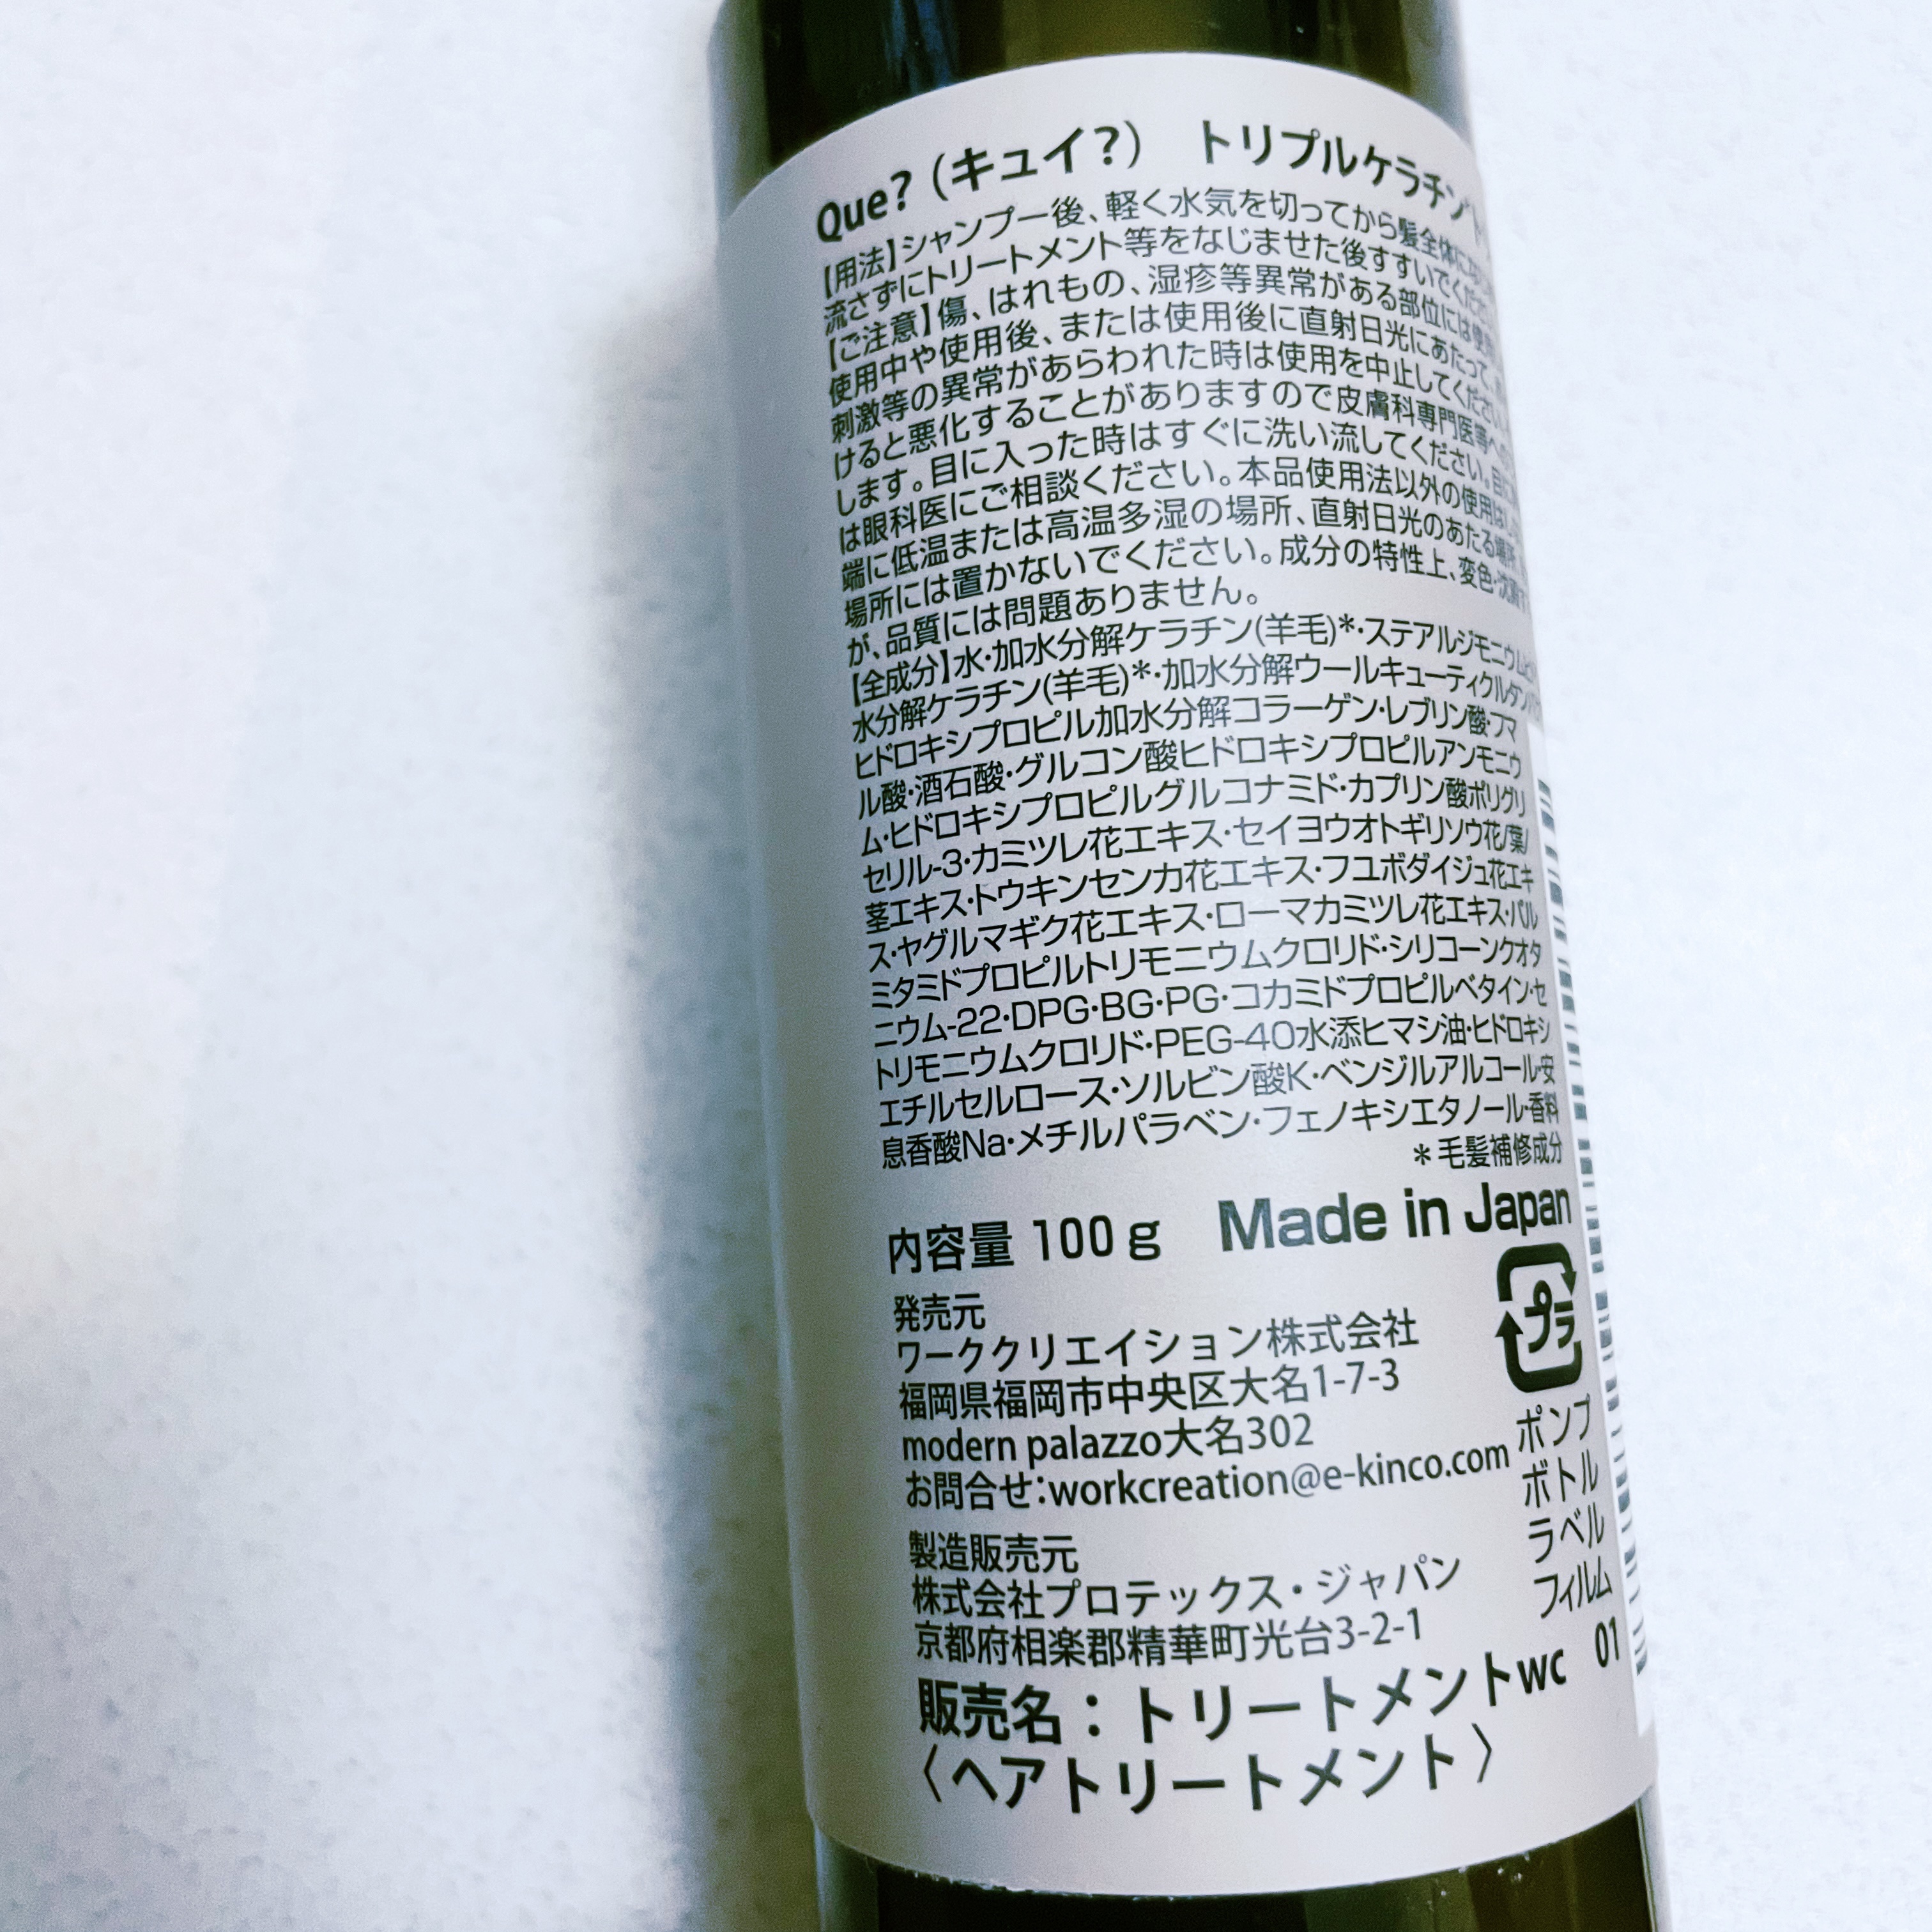 Que? (キュイ?) トリプルケラチン
【用法】シャンプー後、軽く水気を切ってから髪全体に
流さずにトリートメント等をなじませた後すすいでください
【ご注意】傷、はれもの、湿疹等異常がある部位には
使用中や使用後、または使用後に直射日光にあたって、
刺激等の異常があらわれた時は使用を中止してください。
けると悪化することがありますので皮膚科専門医等への
します。目に入った時はすぐに洗い流してください。
は眼科医にご相談ください。本品使用法以外の使用は
端に低温または高温多湿の場所、直射日光のあたる場所、
場所には置かないでください。成分の特性上、変色・沈殿
が、品質には問題ありません。
【全成分】水・加水分解ケラチン(羊毛)*・ステアルジモニウム
水分解ケラチン(羊毛)*・加水分解ウールキューティクルタンパク
ヒドロキシプロピル加水分解コラーゲン・レブリン酸・フマ
ル酸・酒石酸・グルコン酸ヒドロキシプロピルアンモニウ
ム・ヒドロキシプロピルグルコナミド・カプリン酸ポリグリ
セリル-3・カミツレ花エキス・セイヨウオトギリソウ花/葉/
茎エキス・トウキンセンカ花エキス・フユボダイジュ花エキ
ス・ヤグルマギク花エキス・ローマカミツレ花エキス・パル
ミタミドプロピルトリモニウムクロリド・シリコーンクオタ
ニウム-22・DPG・BG・PG・コカミドプロピルベタイン・セ
トリモニウムクロリド・PEG-40水添ヒマシ油・ヒドロキシ
エチルセルロース・ソルビン酸K・ベンジルアルコール・安
息香酸Na・メチルパラベン・フェノキシエタノール・香料
＊毛髪補修成分
内容量 100 g Made in Japan
発売元
ワーククリエイション株式会社
福岡県福岡市中央区大名1-7-3
modern palazzo大名302
お問合せ：workcreation@e-kinco.com
プラ
ポンプ
ボトル
ラベル
フィルム
製造販売元
株式会社プロテックス・ジャパン
京都府相楽郡精華町光台3-2-1
販売名：トリートメントwc 01
〈ヘアトリートメント〉